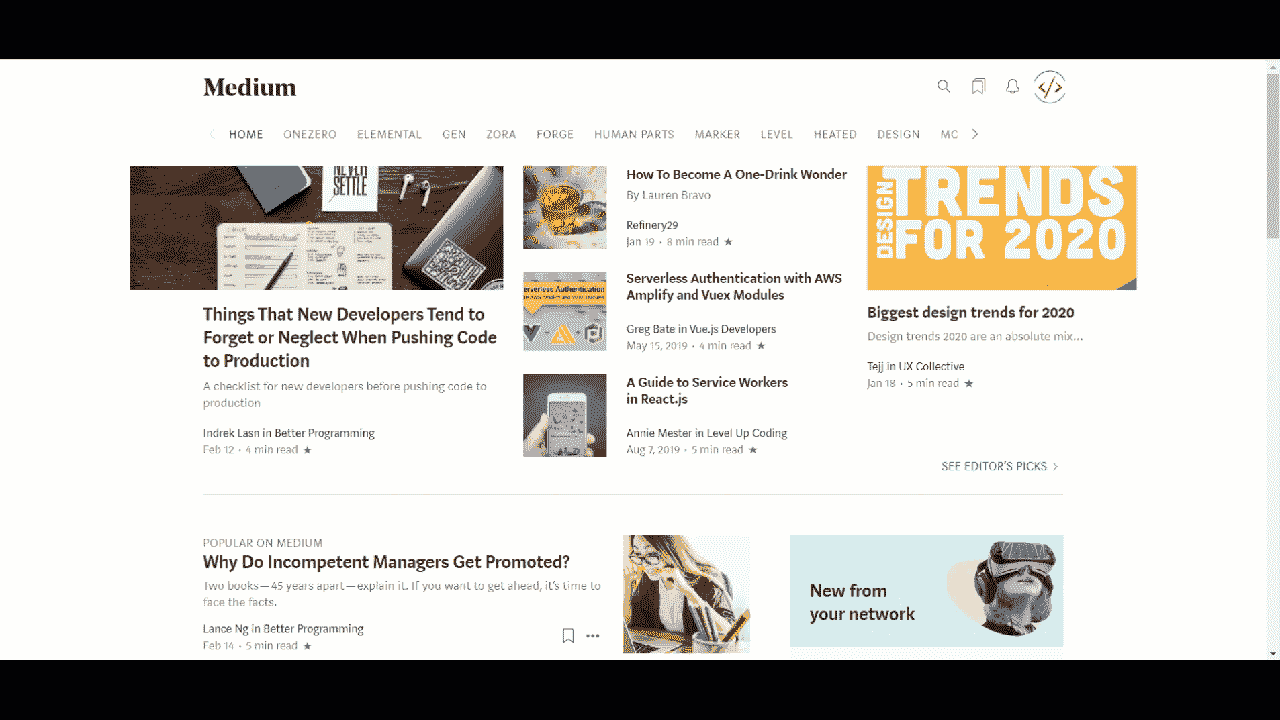 Medium
HOME ONEZERO ELEMENTAL GEN ZORA FORGE HUMAN PARTS MARKER LEVEL HEATED DESIGN MC
SETTLE
Things That New Developers Tend to
Forget or Neglect When Pushing Code
to Production
A checklist for new developers before pushing code to
production
Indrek Lasn in Better Programming
Feb 12 · 4 min read ★
How To Become A One-Drink Wonder
By Lauren Bravo
Refinery29
Jan 19 · 8 min read ★
Serverless Authentication
Serverless Authentication with AWS
Amplify and Vuex Modules
Greg Bate in Vue.js Developers
May 15, 2019 · 4 min read ★
A Guide to Service Workers
in React.js
Annie Mester in Level Up Coding
Aug 7, 2019 · 5 min read ★
DESIGN
TRENDS
FOR 2020
Biggest design trends for 2020
Design trends 2020 are an absolute mix...
Tejj in UX Collective
Jan 18 · 5 min read ★
SEE EDITOR'S PICKS
POPULAR ON MEDIUM
Why Do Incompetent Managers Get Promoted?
Two books—45 years apart—explain it. If you want to get ahead, it's time to
face the facts.
Lance Ng in Better Programming
Feb 14 · 5 min read ★
New from
your network